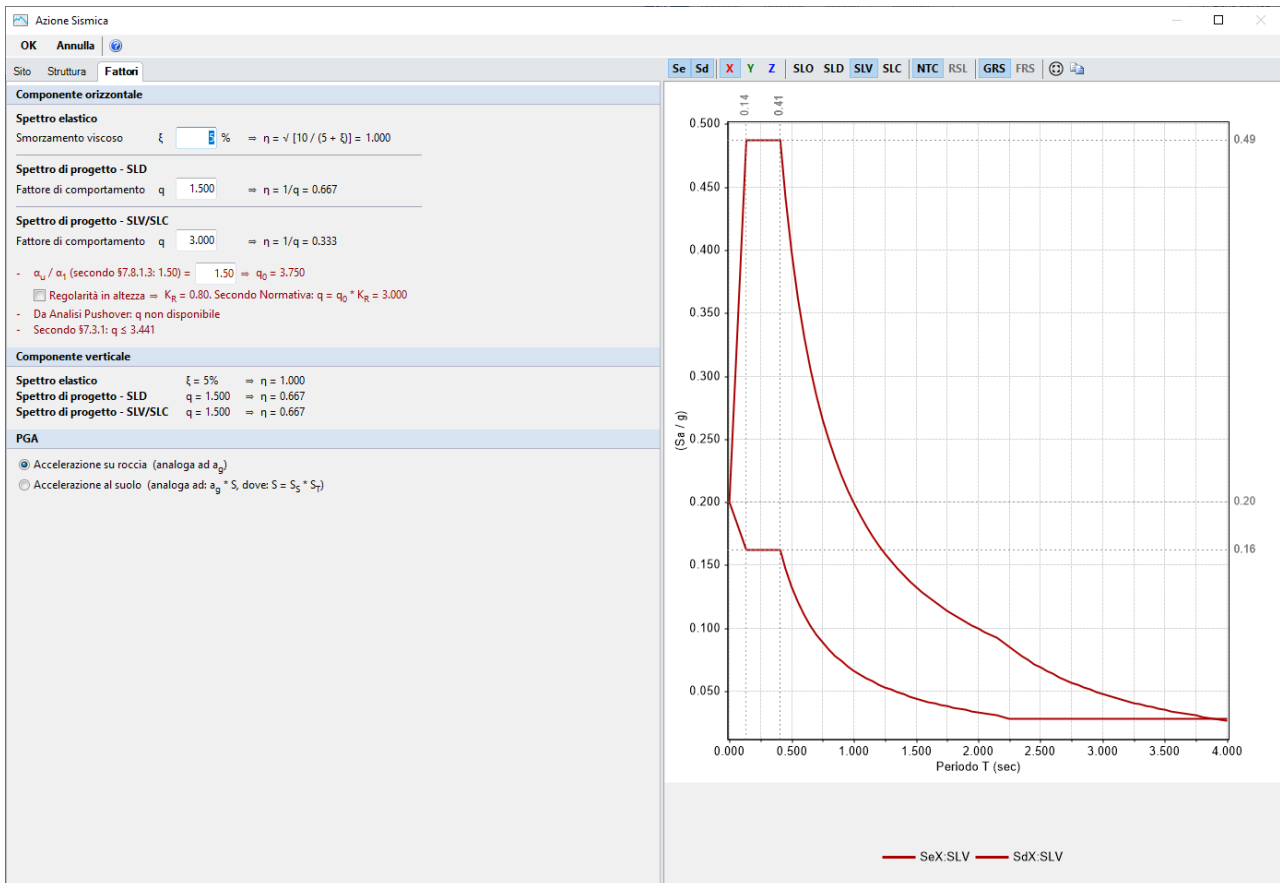 Azione Sismica
OK Annulla
Sito Struttura Fattori
Componente orizzontale
Spettro elastico
Smorzamento viscoso ξ 5 % ⇒ η = √ [10 / (5 + ξ)] = 1.000
Spettro di progetto - SLD
Fattore di comportamento q 1.500 ⇒ η = 1/q = 0.667
Spettro di progetto - SLV/SLC
Fattore di comportamento q 3.000 ⇒ η = 1/q = 0.333
- αu / α1 (secondo §7.8.1.3: 1.50) = 1.50 ⇒ q0 = 3.750
Regolarità in altezza ⇒ KR = 0.80. Secondo Normativa: q = q0 * KR = 3.000
- Da Analisi Pushover: q non disponibile
- Secondo §7.3.1: q ≤ 3.441
Componente verticale
Spettro elastico ξ = 5% ⇒ η = 1.000
Spettro di progetto - SLD q = 1.500 ⇒ η = 0.667
Spettro di progetto - SLV/SLC q = 1.500 ⇒ η = 0.667
PGA
Accelerazione su roccia (analoga ad ag)
Accelerazione al suolo (analoga ad: ag * S, dove: S = SS * ST)
Se Sd X Y Z SLO SLD SLV SLC NTC RSL GRS FRS
0.14 0.41
0.500
0.49
0.450
0.400
0.350
0.300
0.250
(Sa / g)
0.200 0.20
0.16
0.150
0.100
0.050
0.000 0.500 1.000 1.500 2.000 2.500 3.000 3.500 4.000
Periodo T (sec)
SeX:SLV SdX:SLV